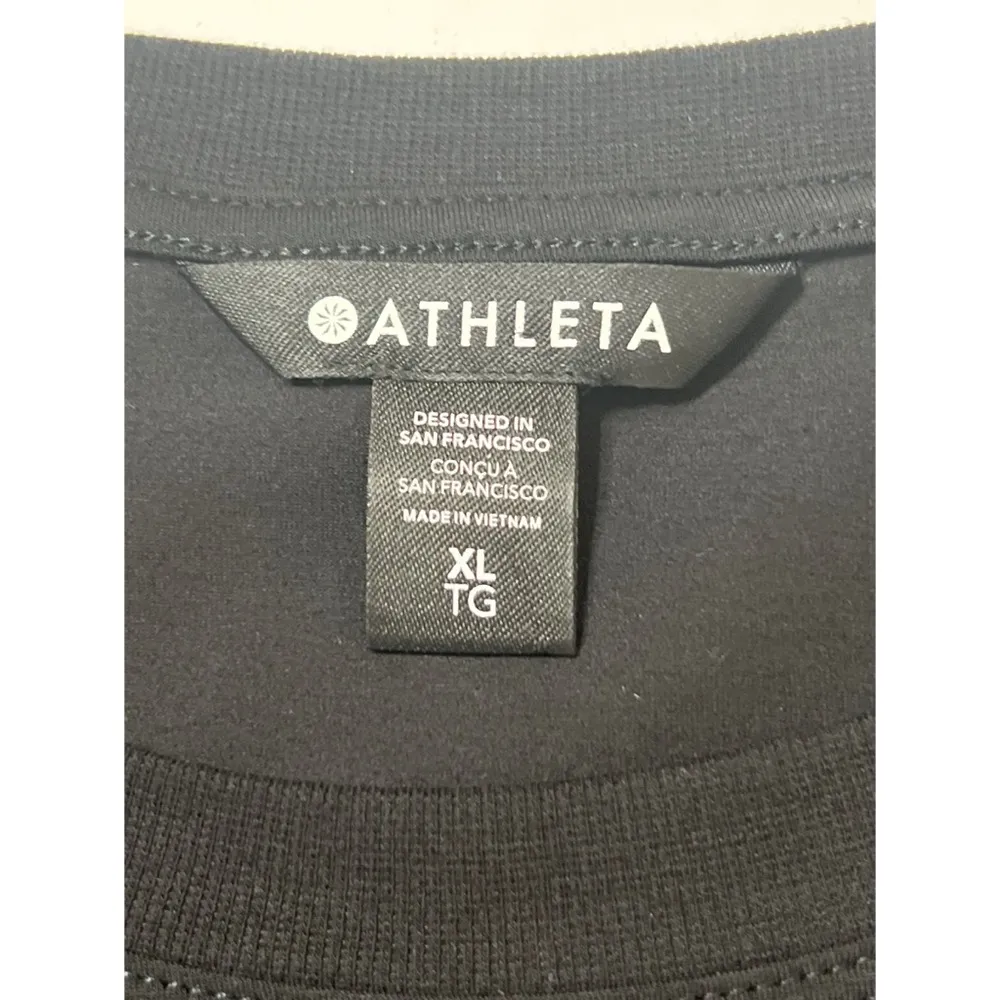 ATHLETA
DESIGNED IN
SAN FRANCISCO
CONÇU A
SAN FRANCISCO
MADE IN VIETNAM
XL
TG